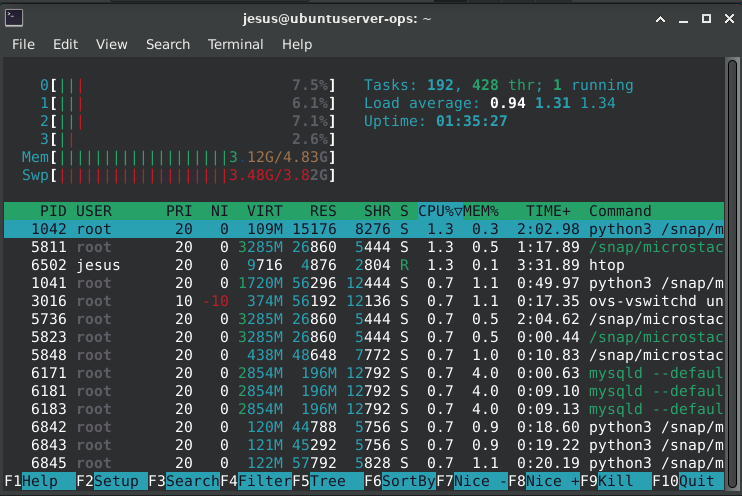 jesus@ubuntuserver-ops: ~
File Edit View Search Terminal Help
0[||| 7.5%] Tasks: 192, 428 thr; 1 running
1[||| 6.1%] Load average: 0.94 1.31 1.34
2[||| 7.1%] Uptime: 01:35:27
3[|| 2.6%]
Mem[|||||||||||||||||||3.12G/4.83G]
Swp[|||||||||||||||||||3.48G/3.82G]
PID USER PRI NI VIRT RES SHR S CPU%▽MEM% TIME+ Command
1042 root 20 0 109M 15176 8276 S 1.3 0.3 2:02.98 python3 /snap/m
5811 root 20 0 3285M 26860 5444 S 1.3 0.5 1:17.89 /snap/microstac
6502 jesus 20 0 9716 4876 2804 R 1.3 0.1 3:31.89 htop
1041 root 20 0 1720M 56296 12444 S 0.7 1.1 0:49.97 python3 /snap/m
3016 root 10 -10 374M 56192 12136 S 0.7 1.1 0:17.35 ovs-vswitchd un
5736 root 20 0 3285M 26860 5444 S 0.7 0.5 2:04.62 /snap/microstac
5823 root 20 0 3285M 26860 5444 S 0.7 0.5 0:00.44 /snap/microstac
5848 root 20 0 438M 48648 7772 S 0.7 1.0 0:10.83 /snap/microstac
6171 root 20 0 2854M 196M 12792 S 0.7 4.0 0:00.63 mysqld --defaul
6181 root 20 0 2854M 196M 12792 S 0.7 4.0 0:09.10 mysqld --defaul
6183 root 20 0 2854M 196M 12792 S 0.7 4.0 0:09.13 mysqld --defaul
6842 root 20 0 120M 44788 5756 S 0.7 0.9 0:18.60 python3 /snap/m
6843 root 20 0 121M 45292 5756 S 0.7 0.9 0:19.22 python3 /snap/m
6845 root 20 0 122M 57792 5828 S 0.7 1.1 0:20.19 python3 /snap/m
F1Help F2Setup F3SearchF4FilterF5Tree F6SortByF7Nice -F8Nice +F9Kill F10Quit